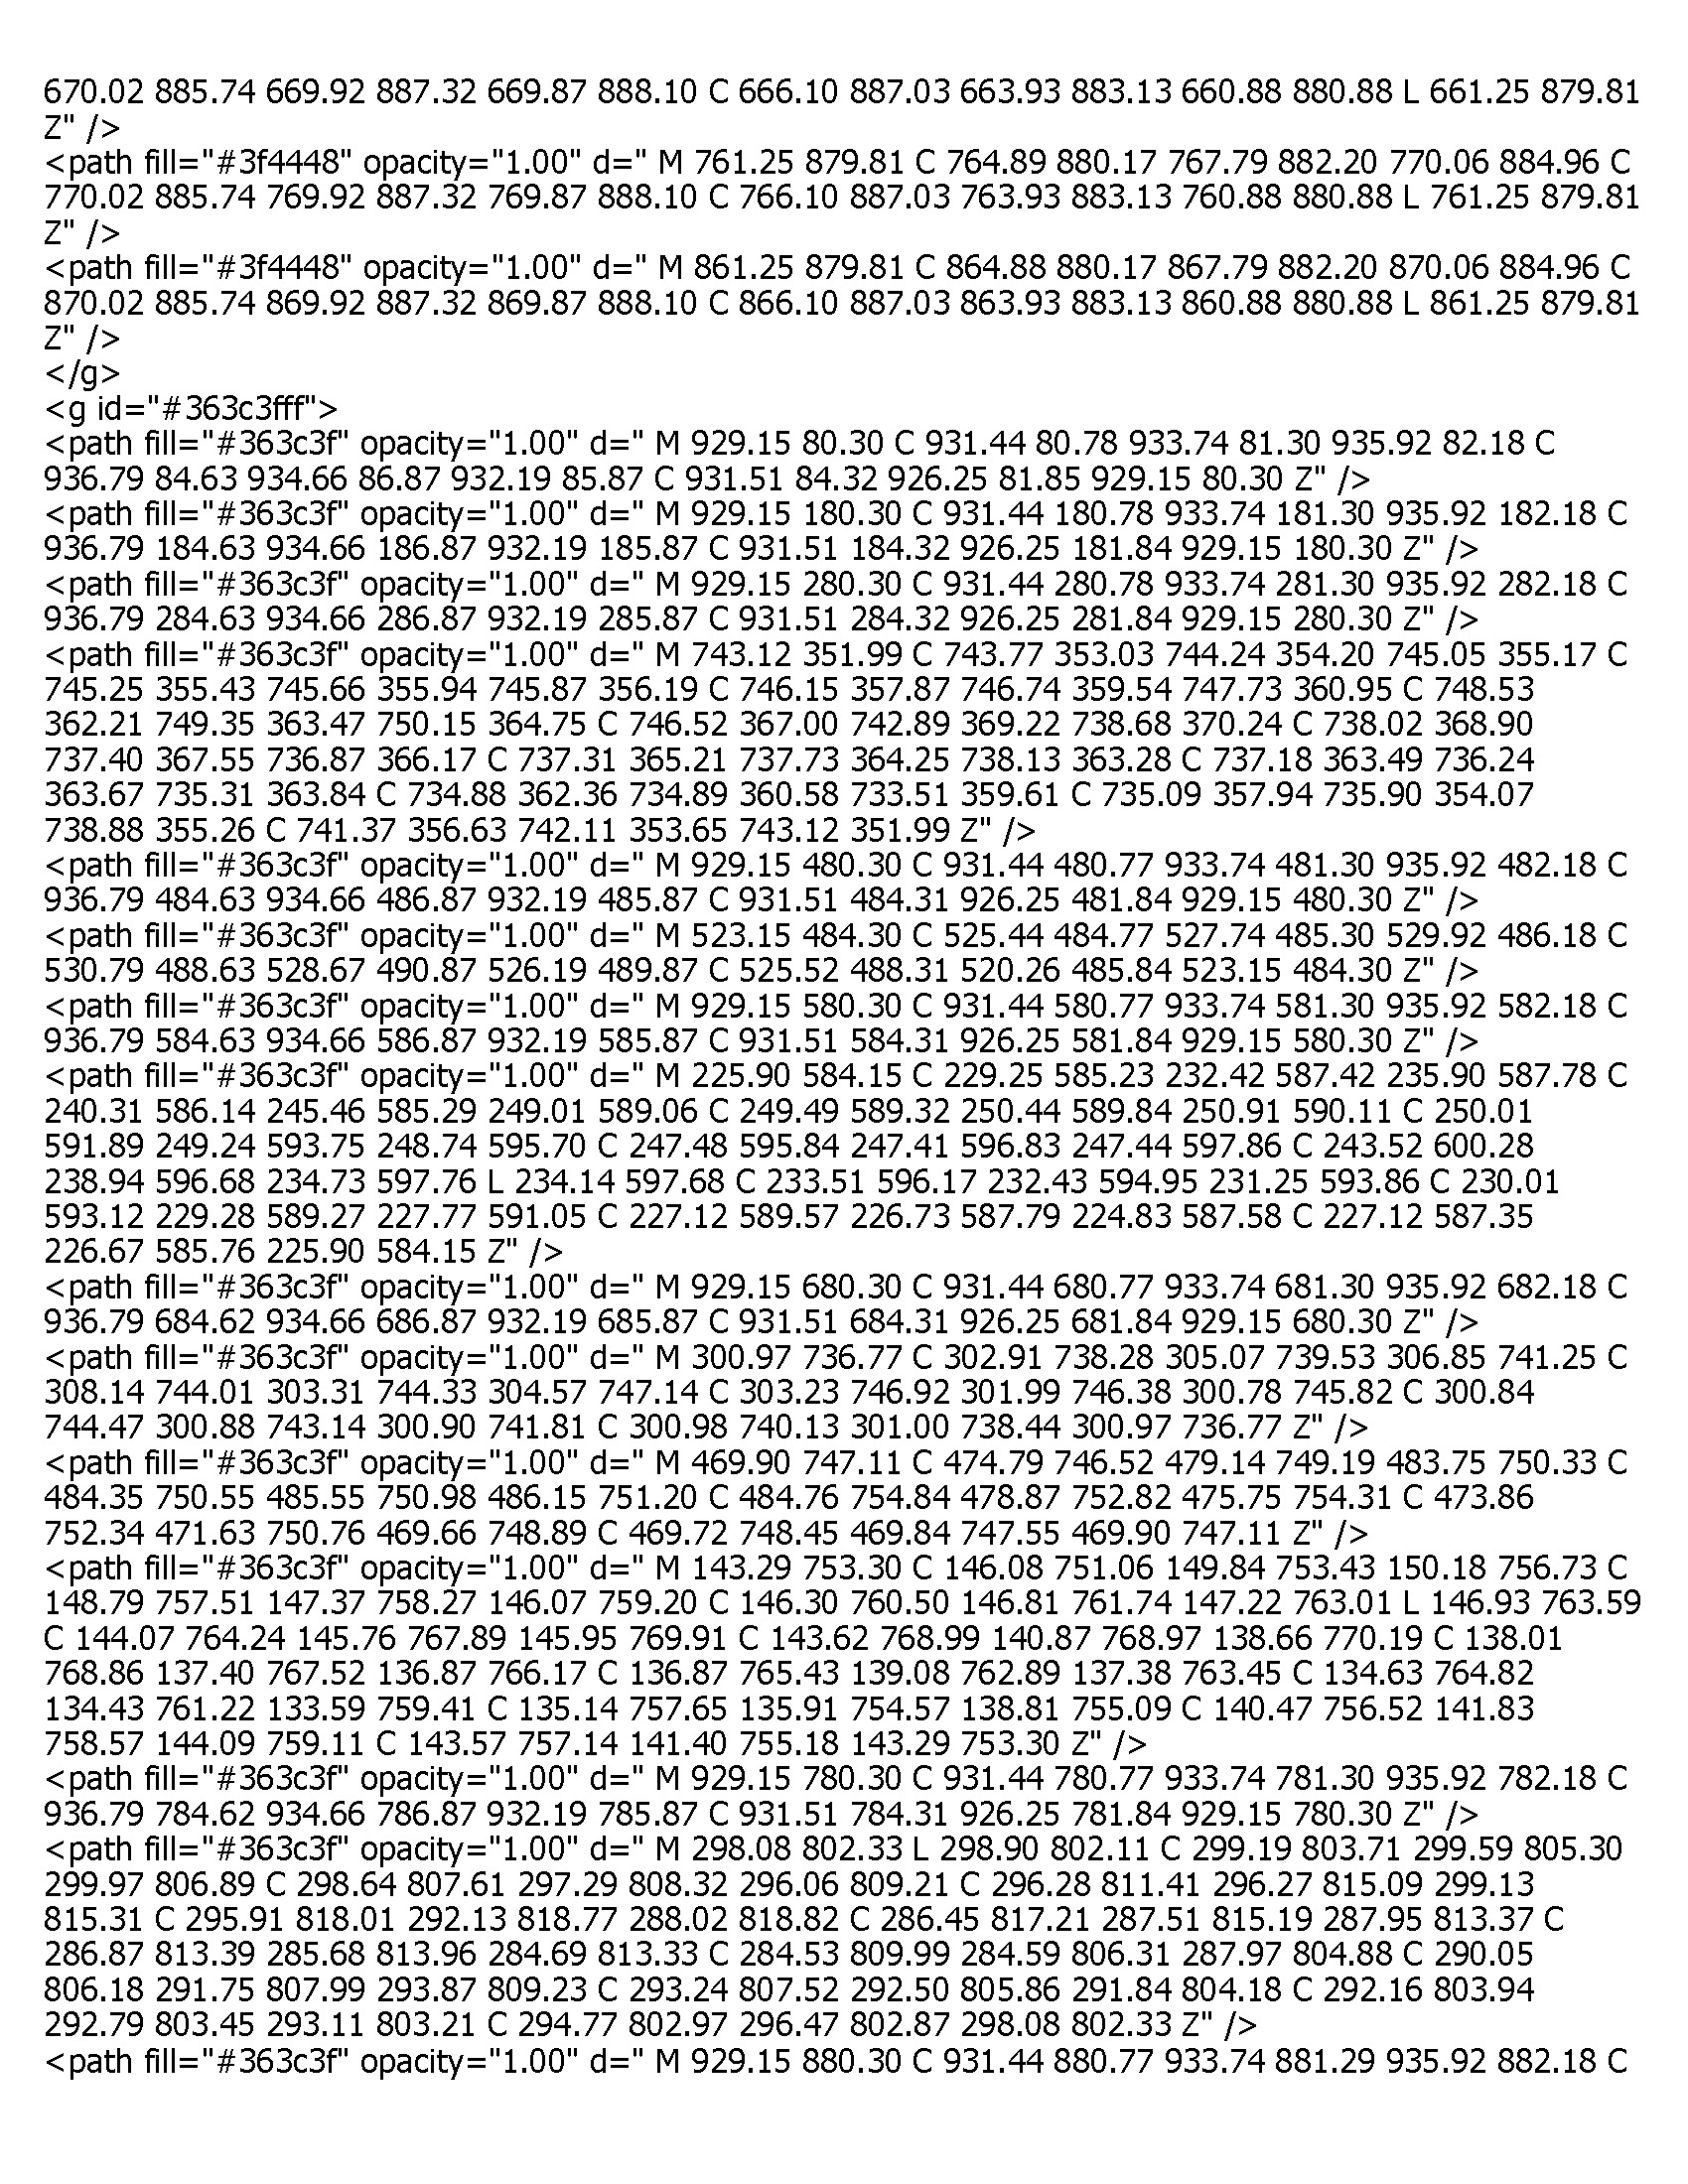 670.02 885.74 669.92 887.32 669.87 888.10 C 666.10 887.03 663.93 883.13 660.88 880.88 L 661.25 879.81
Z" />
<path fill="#3f4448" opacity="1.00" d=" M 761.25 879.81 C 764.89 880.17 767.79 882.20 770.06 884.96 C
770.02 885.74 769.92 887.32 769.87 888.10 C 766.10 887.03 763.93 883.13 760.88 880.88 L 761.25 879.81
Z" />
<path fill="#3f4448" opacity="1.00" d=" M 861.25 879.81 C 864.88 880.17 867.79 882.20 870.06 884.96 C
870.02 885.74 869.92 887.32 869.87 888.10 C 866.10 887.03 863.93 883.13 860.88 880.88 L 861.25 879.81
Z" />
</g>
<g id="#363c3fff">
<path fill="#363c3f" opacity="1.00" d=" M 929.15 80.30 C 931.44 80.78 933.74 81.30 935.92 82.18 C
936.79 84.63 934.66 86.87 932.19 85.87 C 931.51 84.32 926.25 81.85 929.15 80.30 Z" />
<path fill="#363c3f" opacity="1.00" d=" M 929.15 180.30 C 931.44 180.78 933.74 181.30 935.92 182.18 C
936.79 184.63 934.66 186.87 932.19 185.87 C 931.51 184.32 926.25 181.84 929.15 180.30 Z" />
<path fill="#363c3f" opacity="1.00" d=" M 929.15 280.30 C 931.44 280.78 933.74 281.30 935.92 282.18 C
936.79 284.63 934.66 286.87 932.19 285.87 C 931.51 284.32 926.25 281.84 929.15 280.30 Z" />
<path fill="#363c3f" opacity="1.00" d=" M 743.12 351.99 C 743.77 353.03 744.24 354.20 745.05 355.17 C
745.25 355.43 745.66 355.94 745.87 356.19 C 746.15 357.87 746.74 359.54 747.73 360.95 C 748.53
362.21 749.35 363.47 750.15 364.75 C 746.52 367.00 742.89 369.22 738.68 370.24 C 738.02 368.90
737.40 367.55 736.87 366.17 C 737.31 365.21 737.73 364.25 738.13 363.28 C 737.18 363.49 736.24
363.67 735.31 363.84 C 734.88 362.36 734.89 360.58 733.51 359.61 C 735.09 357.94 735.90 354.07
738.88 355.26 C 741.37 356.63 742.11 353.65 743.12 351.99 Z" />
<path fill="#363c3f" opacity="1.00" d=" M 929.15 480.30 C 931.44 480.77 933.74 481.30 935.92 482.18 C
936.79 484.63 934.66 486.87 932.19 485.87 C 931.51 484.31 926.25 481.84 929.15 480.30 Z" />
<path fill="#363c3f" opacity="1.00" d=" M 523.15 484.30 C 525.44 484.77 527.74 485.30 529.92 486.18 C
530.79 488.63 528.67 490.87 526.19 489.87 C 525.52 488.31 520.26 485.84 523.15 484.30 Z" />
<path fill="#363c3f" opacity="1.00" d=" M 929.15 580.30 C 931.44 580.77 933.74 581.30 935.92 582.18 C
936.79 584.63 934.66 586.87 932.19 585.87 C 931.51 584.31 926.25 581.84 929.15 580.30 Z" />
<path fill="#363c3f" opacity="1.00" d=" M 225.90 584.15 C 229.25 585.23 232.42 587.42 235.90 587.78 C
240.31 586.14 245.46 585.29 249.01 589.06 C 249.49 589.32 250.44 589.84 250.91 590.11 C 250.01
591.89 249.24 593.75 248.74 595.70 C 247.48 595.84 247.41 596.83 247.44 597.86 C 243.52 600.28
238.94 596.68 234.73 597.76 L 234.14 597.68 C 233.51 596.17 232.43 594.95 231.25 593.86 C 230.01
593.12 229.28 589.27 227.77 591.05 C 227.12 589.57 226.73 587.79 224.83 587.58 C 227.12 587.35
226.67 585.76 225.90 584.15 Z" />
<path fill="#363c3f" opacity="1.00" d=" M 929.15 680.30 C 931.44 680.77 933.74 681.30 935.92 682.18 C
936.79 684.62 934.66 686.87 932.19 685.87 C 931.51 684.31 926.25 681.84 929.15 680.30 Z" />
<path fill="#363c3f" opacity="1.00" d=" M 300.97 736.77 C 302.91 738.28 305.07 739.53 306.85 741.25 C
308.14 744.01 303.31 744.33 304.57 747.14 C 303.23 746.92 301.99 746.38 300.78 745.82 C 300.84
744.47 300.88 743.14 300.90 741.81 C 300.98 740.13 301.00 738.44 300.97 736.77 Z" />
<path fill="#363c3f" opacity="1.00" d=" M 469.90 747.11 C 474.79 746.52 479.14 749.19 483.75 750.33 C
484.35 750.55 485.55 750.98 486.15 751.20 C 484.76 754.84 478.87 752.82 475.75 754.31 C 473.86
752.34 471.63 750.76 469.66 748.89 C 469.72 748.45 469.84 747.55 469.90 747.11 Z" />
<path fill="#363c3f" opacity="1.00" d=" M 143.29 753.30 C 146.08 751.06 149.84 753.43 150.18 756.73 C
148.79 757.51 147.37 758.27 146.07 759.20 C 146.30 760.50 146.81 761.74 147.22 763.01 L 146.93 763.59
C 144.07 764.24 145.76 767.89 145.95 769.91 C 143.62 768.99 140.87 768.97 138.66 770.19 C 138.01
768.86 137.40 767.52 136.87 766.17 C 136.87 765.43 139.08 762.89 137.38 763.45 C 134.63 764.82
134.43 761.22 133.59 759.41 C 135.14 757.65 135.91 754.57 138.81 755.09 C 140.47 756.52 141.83
758.57 144.09 759.11 C 143.57 757.14 141.40 755.18 143.29 753.30 Z" />
<path fill="#363c3f" opacity="1.00" d=" M 929.15 780.30 C 931.44 780.77 933.74 781.30 935.92 782.18 C
936.79 784.62 934.66 786.87 932.19 785.87 C 931.51 784.31 926.25 781.84 929.15 780.30 Z" />
<path fill="#363c3f" opacity="1.00" d=" M 298.08 802.33 L 298.90 802.11 C 299.19 803.71 299.59 805.30
299.97 806.89 C 298.64 807.61 297.29 808.32 296.06 809.21 C 296.28 811.41 296.27 815.09 299.13
815.31 C 295.91 818.01 292.13 818.77 288.02 818.82 C 286.45 817.21 287.51 815.19 287.95 813.37 C
286.87 813.39 285.68 813.96 284.69 813.33 C 284.53 809.99 284.59 806.31 287.97 804.88 C 290.05
806.18 291.75 807.99 293.87 809.23 C 293.24 807.52 292.50 805.86 291.84 804.18 C 292.16 803.94
292.79 803.45 293.11 803.21 C 294.77 802.97 296.47 802.87 298.08 802.33 Z" />
<path fill="#363c3f" opacity="1.00" d=" M 929.15 880.30 C 931.44 880.77 933.74 881.29 935.92 882.18 C